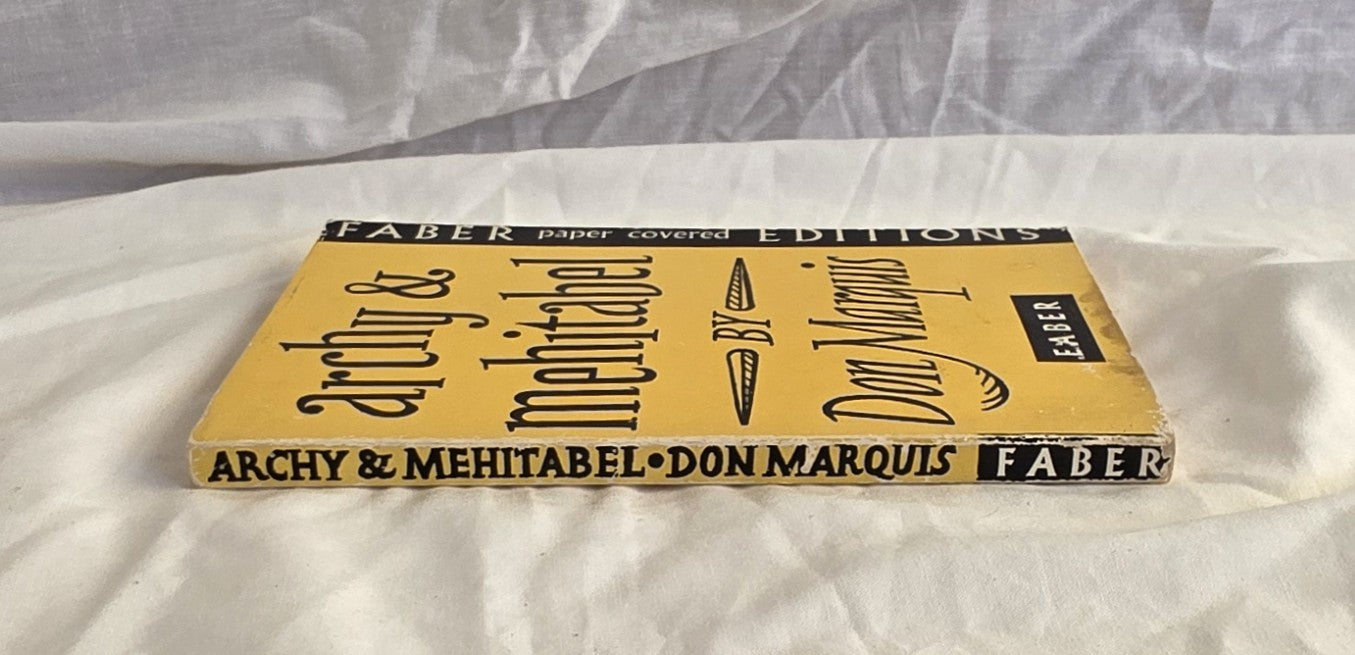 FABER paper covered EDITIONS
archy &
mehitabel
BY
Don Marquis
FABER
ARCHY & MEHITABEL•DON MARQUIS FABER